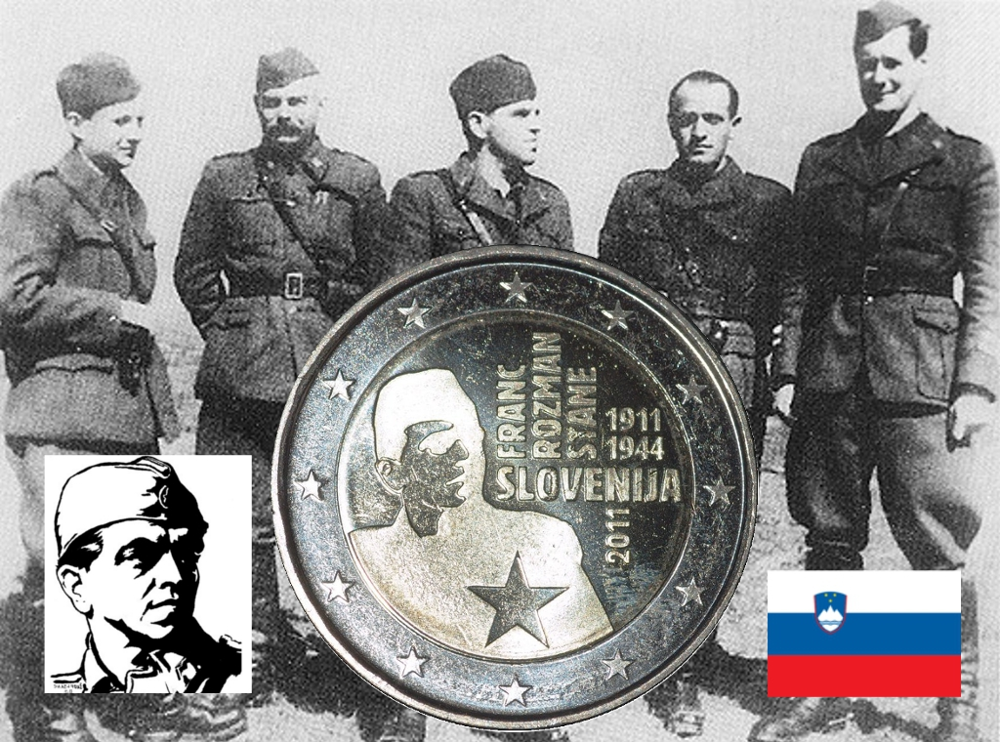 FRANC
ROZMAN
STANE
1911
1944
SLOVENIJA
2011